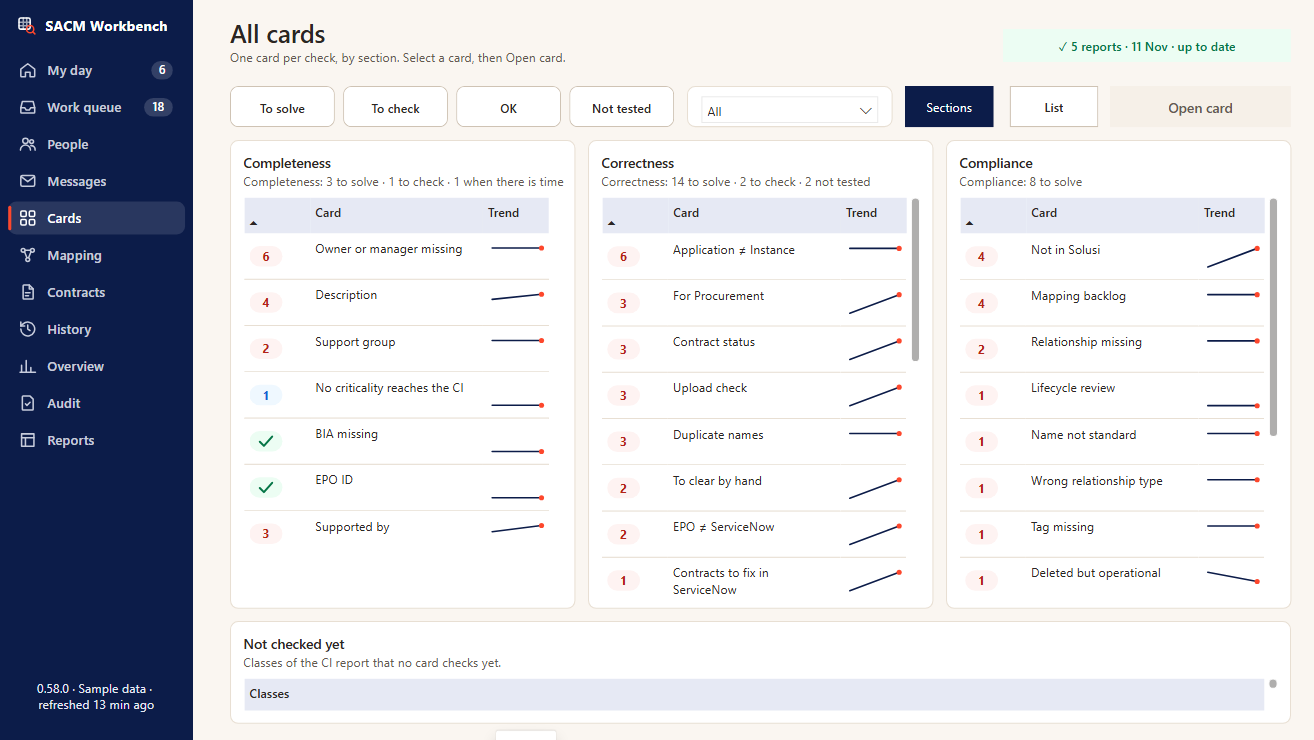 SACM Workbench
My day 6
Work queue 18
People
Messages
Cards
Mapping
Contracts
History
Overview
Audit
Reports
0.58.0 · Sample data ·
refreshed 13 min ago
All cards
One card per check, by section. Select a card, then Open card.
✓ 5 reports · 11 Nov · up to date
To solve
To check
OK
Not tested
All
Sections
List
Open card
Completeness
Completeness: 3 to solve · 1 to check · 1 when there is time
Card Trend
6 Owner or manager missing
4 Description
2 Support group
1 No criticality reaches the CI
BIA missing
EPO ID
3 Supported by
Correctness
Correctness: 14 to solve · 2 to check · 2 not tested
Card Trend
6 Application ≠ Instance
3 For Procurement
3 Contract status
3 Upload check
3 Duplicate names
2 To clear by hand
2 EPO ≠ ServiceNow
1 Contracts to fix in
ServiceNow
Compliance
Compliance: 8 to solve
Card Trend
4 Not in Solusi
4 Mapping backlog
2 Relationship missing
1 Lifecycle review
1 Name not standard
1 Wrong relationship type
1 Tag missing
1 Deleted but operational
Not checked yet
Classes of the CI report that no card checks yet.
Classes